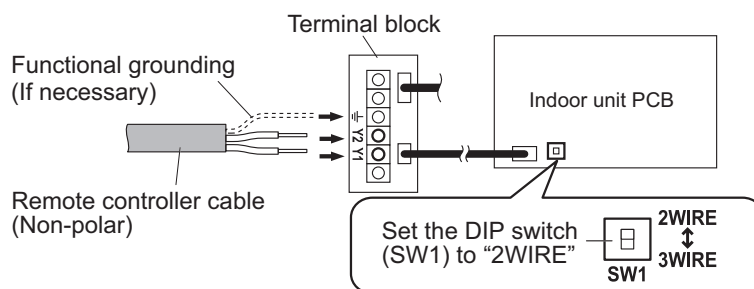 Terminal block
Functional grounding
(If necessary)
Y2
Y1
Indoor unit PCB
Remote controller cable
(Non-polar)
Set the DIP switch
(SW1) to “2WIRE”
2WIRE
3WIRE
SW1